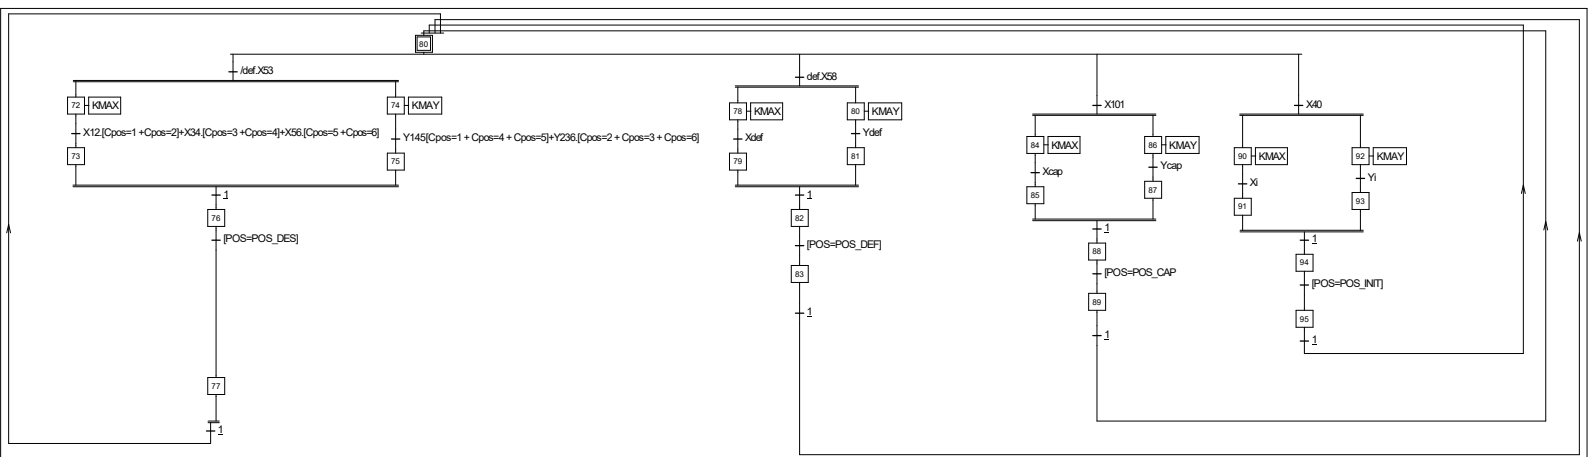 80
/def.X53
def.X58
X101
X40
72 KMAX
74 KMAY
78 KMAX
80 KMAY
84 KMAX
86 KMAY
90 KMAX
92 KMAY
X12.[Cpos=1 +Cpos=2]+X34.[Cpos=3 +Cpos=4]+X56.[Cpos=5 +Cpos=6]
Y145[Cpos=1 + Cpos=4 + Cpos=5]+Y236.[Cpos=2 + Cpos=3 + Cpos=6]
Xdef
Ydef
Xcap
Ycap
Xi
Yi
73
75
79
81
85
87
91
93
1
1
1
1
76
82
88
94
[POS=POS_DES]
[POS=POS_DEF]
[POS=POS_CAP
[POS=POS_INIT]
83
89
95
1
1
1
77
1